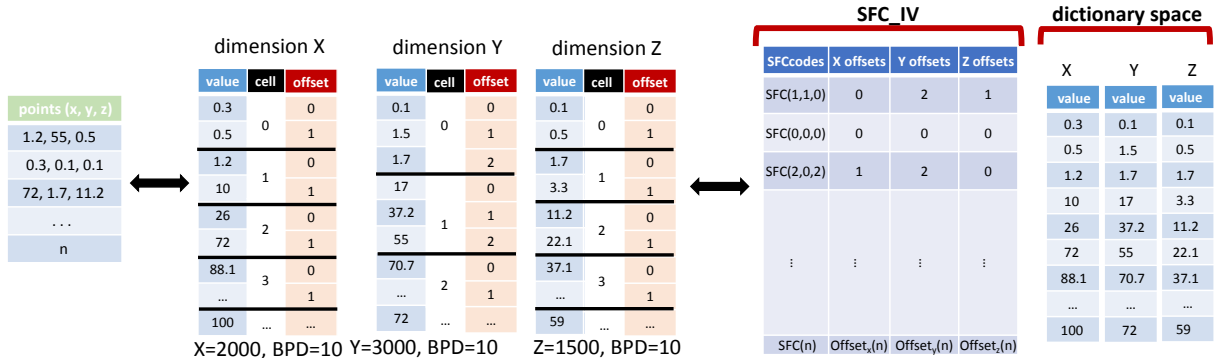 SFC_IV
dictionary space
dimension X
dimension Y
dimension Z
points (x, y, z)
1.2, 55, 0.5
0.3, 0.1, 0.1
72, 1.7, 11.2
. . .
n
value cell offset
0.3 0 0
0.5 1
1.2 1 0
10 1
26 2 0
72 1
88.1 3 0
... 1
100 ... ...
X=2000, BPD=10
value cell offset
0.1 0 0
1.5 1
1.7 2
17 1 0
37.2 1
55 2
70.7 2 0
... 1
72 ... ...
Y=3000, BPD=10
value cell offset
0.1 0 0
0.5 1
1.7 1 0
3.3 1
11.2 2 0
22.1 1
37.1 3 0
... 1
59 ... ...
Z=1500, BPD=10
SFCcodes X offsets Y offsets Z offsets
SFC(1,1,0) 0 2 1
SFC(0,0,0) 0 0 0
SFC(2,0,2) 1 2 0
⋮ ⋮ ⋮ ⋮
SFC(n) Offsetx(n) Offsety(n) Offsetz(n)
X Y Z
value value value
0.3 0.1 0.1
0.5 1.5 0.5
1.2 1.7 1.7
10 17 3.3
26 37.2 11.2
72 55 22.1
88.1 70.7 37.1
... ... ...
100 72 59